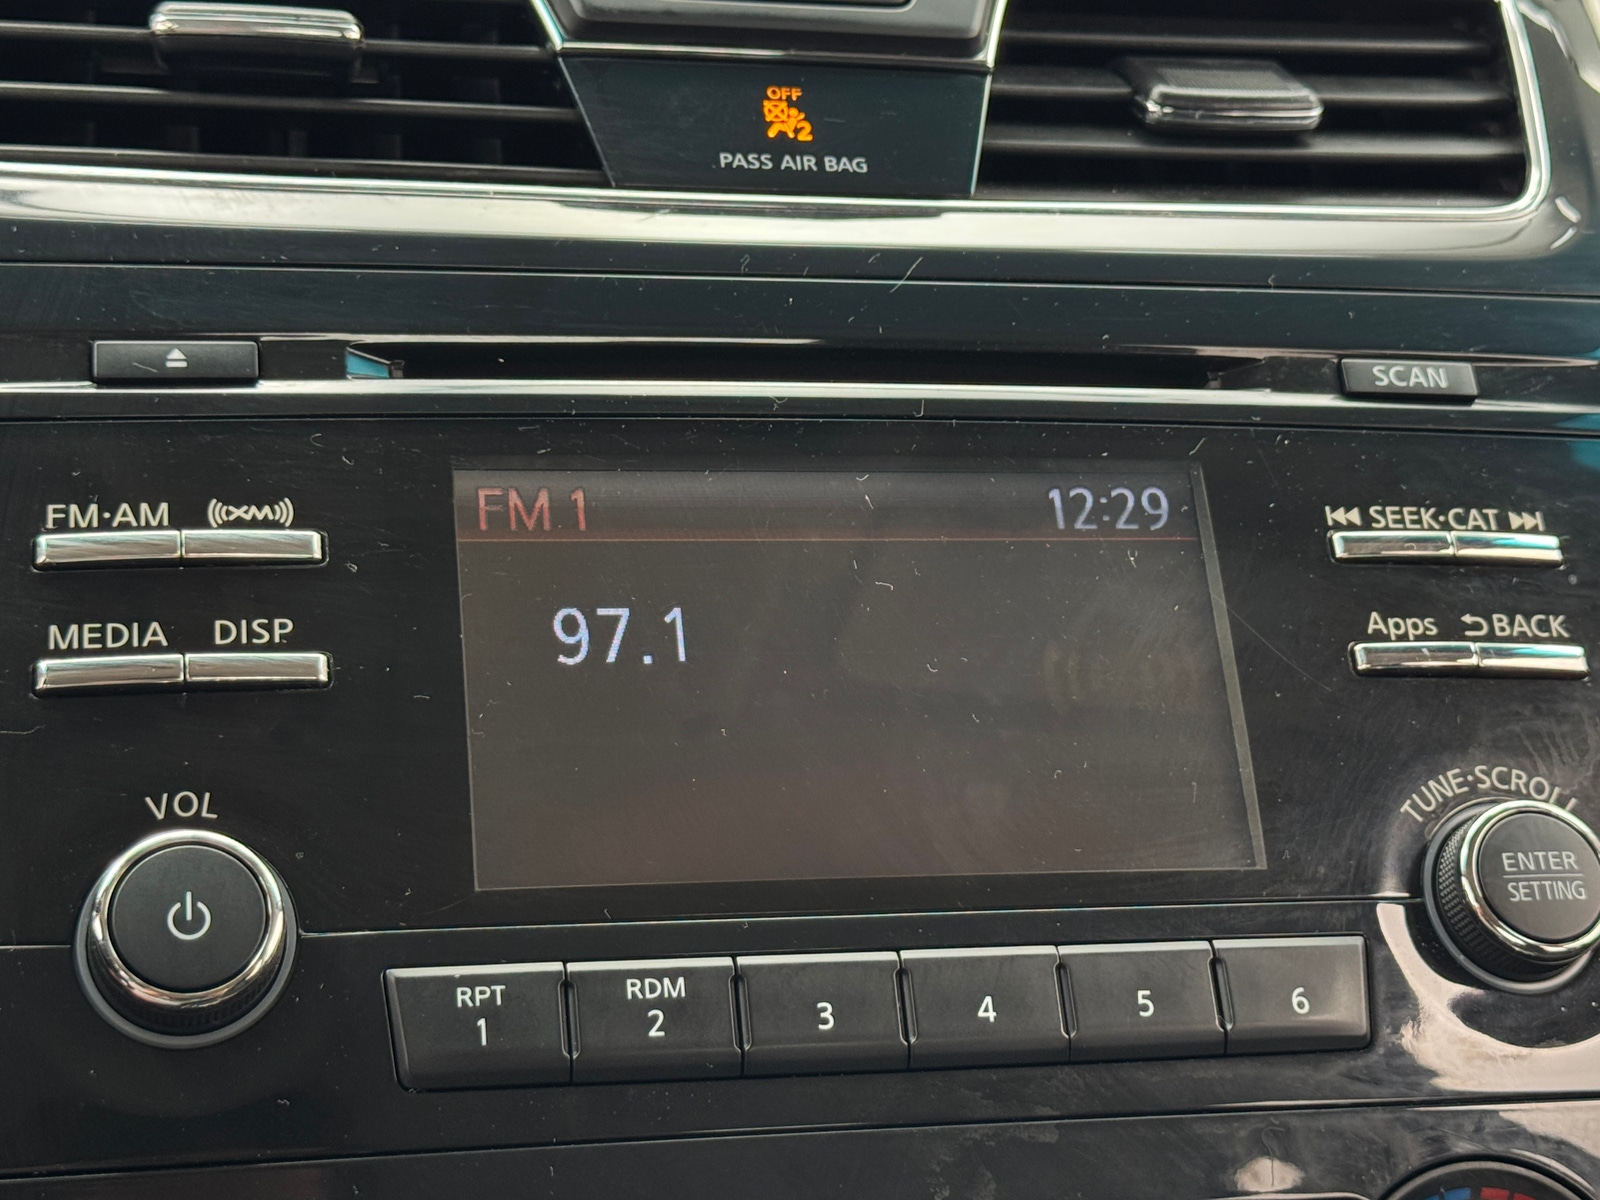 OFF
2
PASS AIR BAG
SCAN
FM·AM
((XM))
FM 1
12:29
SEEK·CAT
97.1
MEDIA
DISP
Apps
BACK
VOL
TUNE·SCROLL
ENTER
SETTING
RPT
1
RDM
2
3
4
5
6